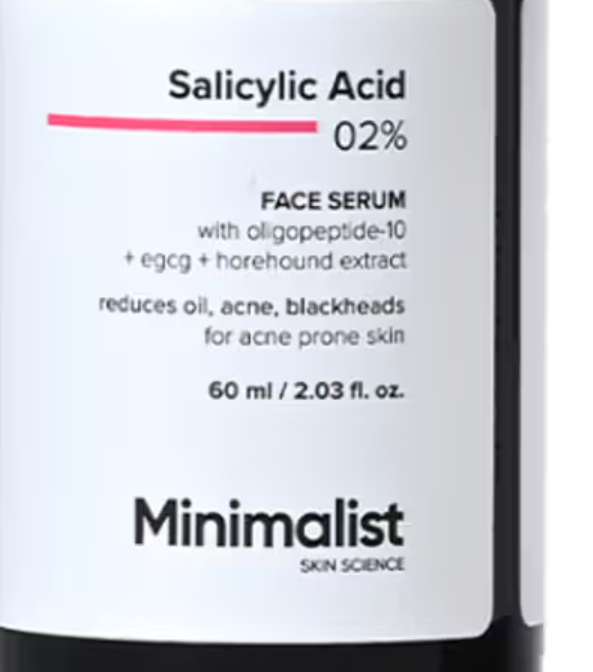 Salicylic Acid
02%
FACE SERUM
with oligopeptide-10
+ egcg + horehound extract
reduces oil, acne, blackheads
for acne prone skin
60 ml / 2.03 fl. oz.
Minimalist
SKIN SCIENCE